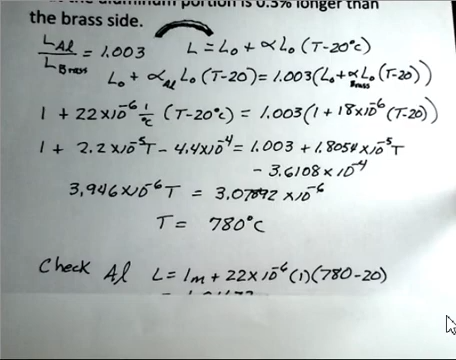 aluminum portion is 0.3% longer than
the brass side.
L_Al / L_Brass = 1.003    L = L₀ + αL₀ (T-20°C)
L₀ + α_Al L₀ (T-20) = 1.003(L₀ + α_Brass L₀ (T-20))
1 + 22×10⁻⁶ 1/°C (T-20°C) = 1.003(1 + 18×10⁻⁶ (T-20))
1 + 2.2×10⁻⁵T - 4.4×10⁻⁴ = 1.003 + 1.8054×10⁻⁵T
- 3.6108×10⁻⁴
3.946×10⁻⁶T = 3.07892×10⁻⁶
T = 780°C
Check Al L = 1m + 22×10⁻⁶ (1)(780-20)